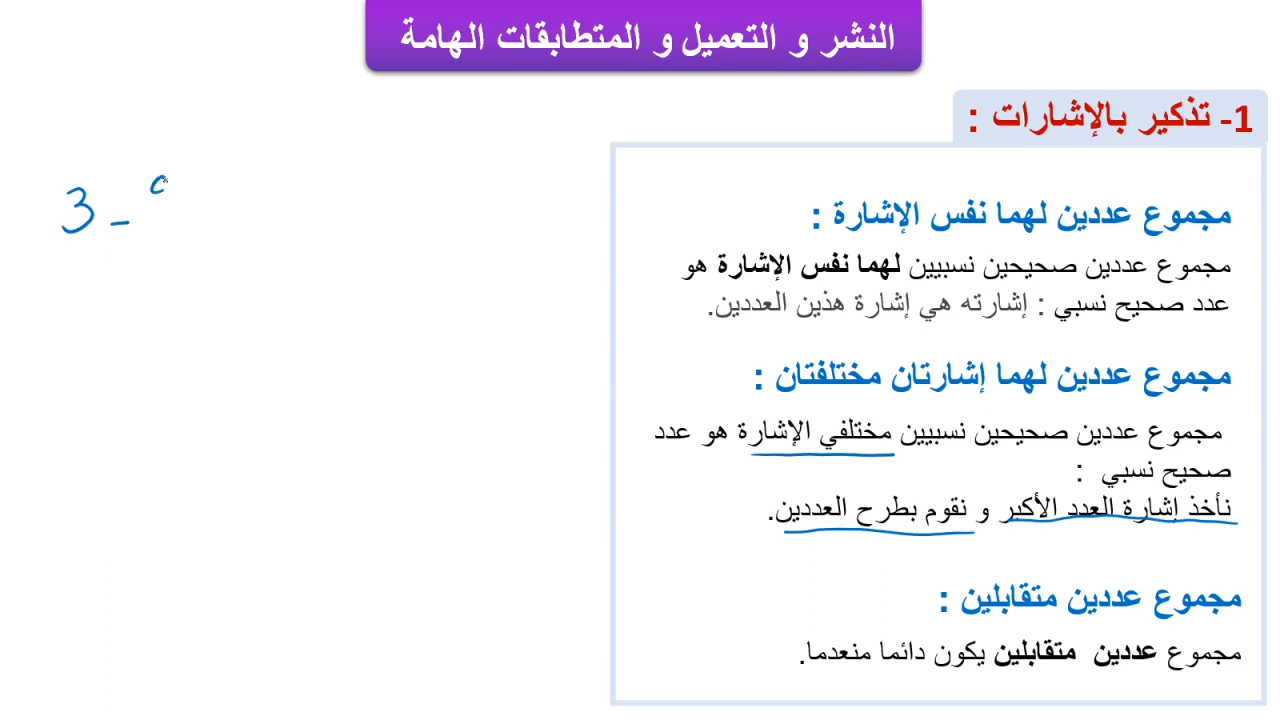 النشر و التعميل و المتطابقات الهامة
1- تذكير بالإشارات :
مجموع عددين لهما نفس الإشارة :
مجموع عددين صحيحين نسبيين لهما نفس الإشارة هو
عدد صحيح نسبي : إشارته هي إشارة هذين العددين.
مجموع عددين لهما إشارتان مختلفتان :
مجموع عددين صحيحين نسبيين مختلفي الإشارة هو عدد
صحيح نسبي :
نأخذ إشارة العدد الأكبر و نقوم بطرح العددين.
مجموع عددين متقابلين :
مجموع عددين متقابلين يكون دائما منعدما.
3 -